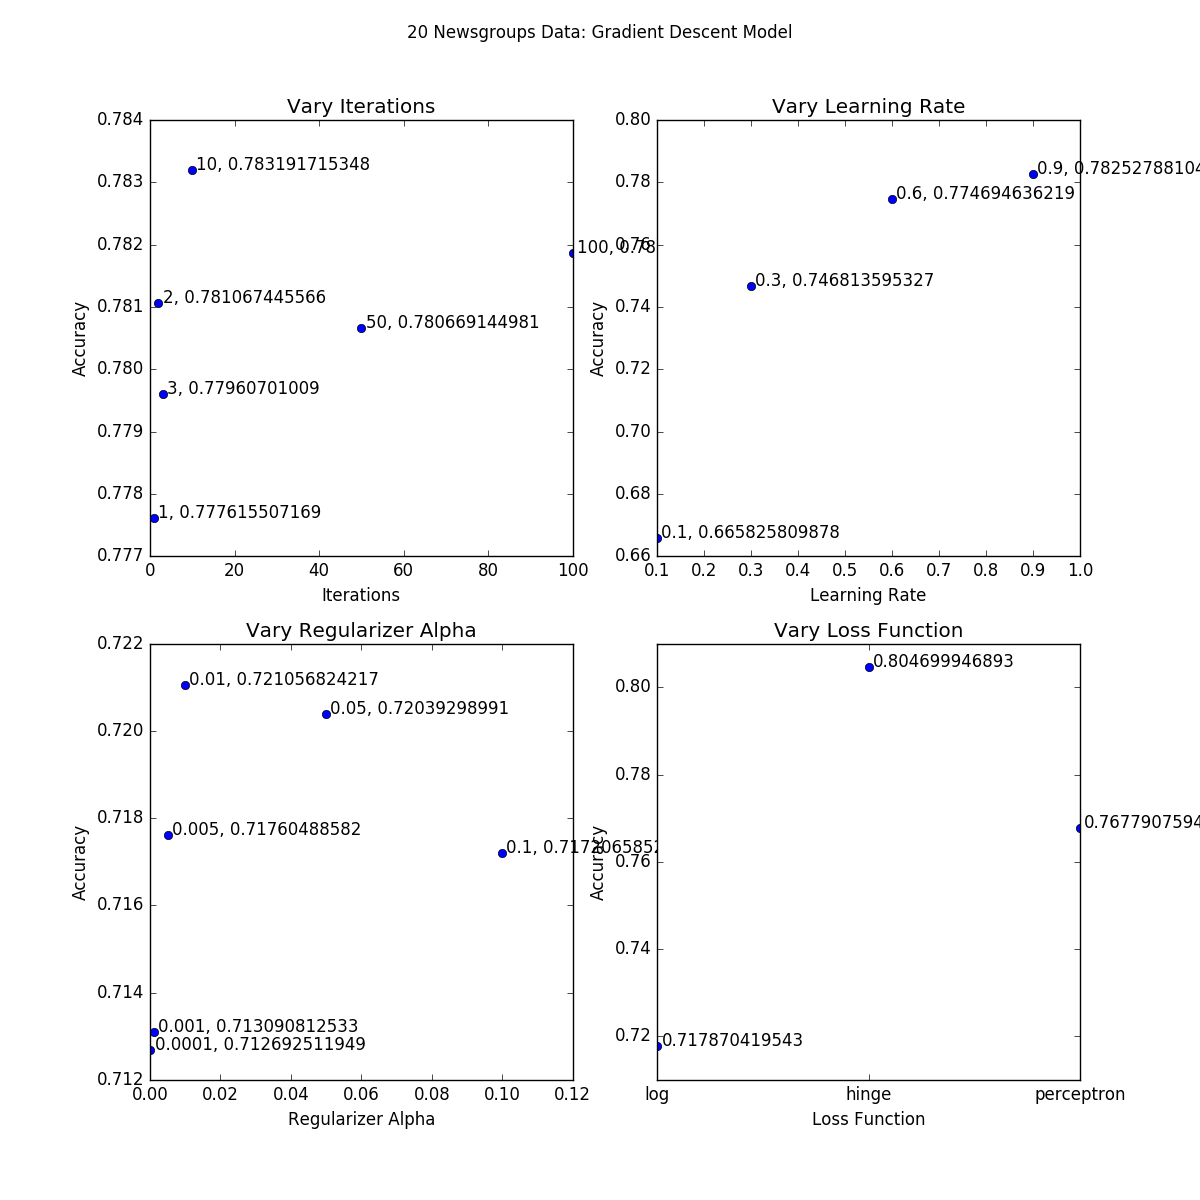 20 Newsgroups Data: Gradient Descent Model
Vary Iterations
0.784
0.783
0.782
0.781
0.780
0.779
0.778
0.777
Accuracy
10, 0.783191715348
100, 0.78
2, 0.781067445566
50, 0.780669144981
3, 0.77960701009
1, 0.777615507169
0 20 40 60 80 100
Iterations
Vary Learning Rate
0.80
0.78
0.76
0.74
0.72
0.70
0.68
0.66
Accuracy
0.9, 0.78252788104
0.6, 0.774694636219
0.3, 0.746813595327
0.1, 0.665825809878
0.1 0.2 0.3 0.4 0.5 0.6 0.7 0.8 0.9 1.0
Learning Rate
Vary Regularizer Alpha
0.722
0.720
0.718
0.716
0.714
0.712
Accuracy
0.01, 0.721056824217
0.05, 0.72039298991
0.005, 0.71760488582
0.1, 0.7172065852
0.001, 0.713090812533
0.0001, 0.712692511949
0.00 0.02 0.04 0.06 0.08 0.10 0.12
Regularizer Alpha
Vary Loss Function
0.80
0.78
0.76
0.74
0.72
Accuracy
0.804699946893
0.7677907594
0.717870419543
log hinge perceptron
Loss Function